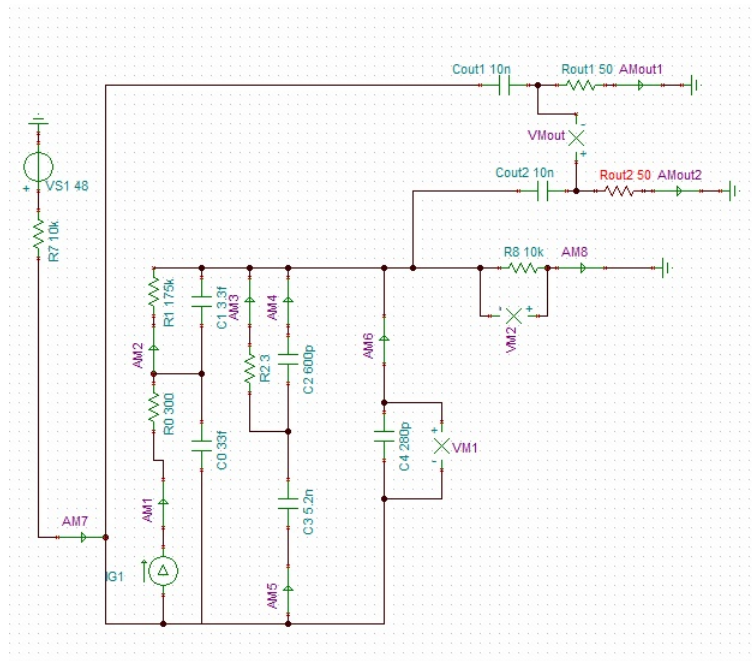 Cout1 10n
Rout1 50
AMout1
VMout
-
+
Cout2 10n
Rout2 50
AMout2
+
VS1 48
R7 10k
R8 10k
AM8
-
+
VM2
R1 175k
C1 3.3f
AM3
AM4
AM2
R2 3
C2 600p
AM6
R0 300
C0 33f
C4 280p
+
VM1
-
AM1
C3 5.2n
AM7
IG1
AM5